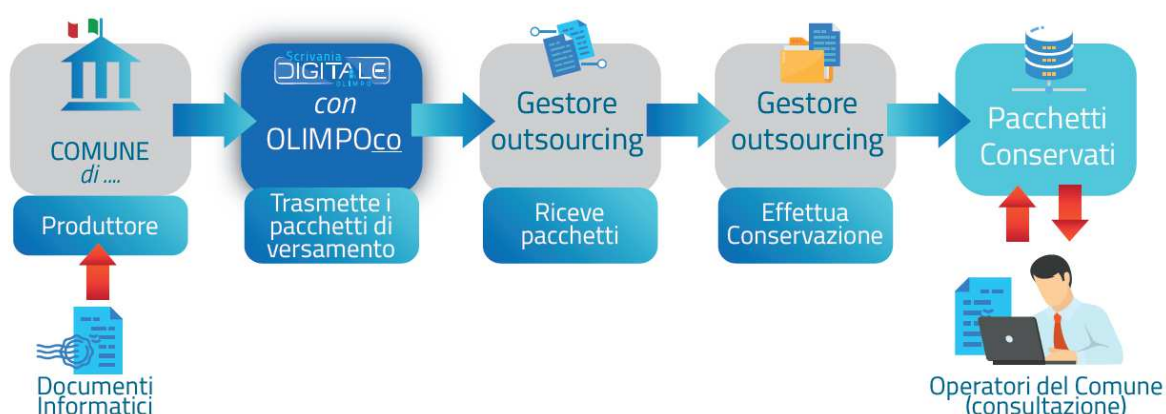 COMUNE
di ....
Produttore
Documenti
Informatici
Scrivania
DIGITALE
OLIMPO
con
OLIMPOco
Trasmette i
pacchetti di
versamento
Gestore
outsourcing
Riceve
pacchetti
Gestore
outsourcing
Effettua
Conservazione
Pacchetti
Conservati
Operatori del Comune
(consultazione)